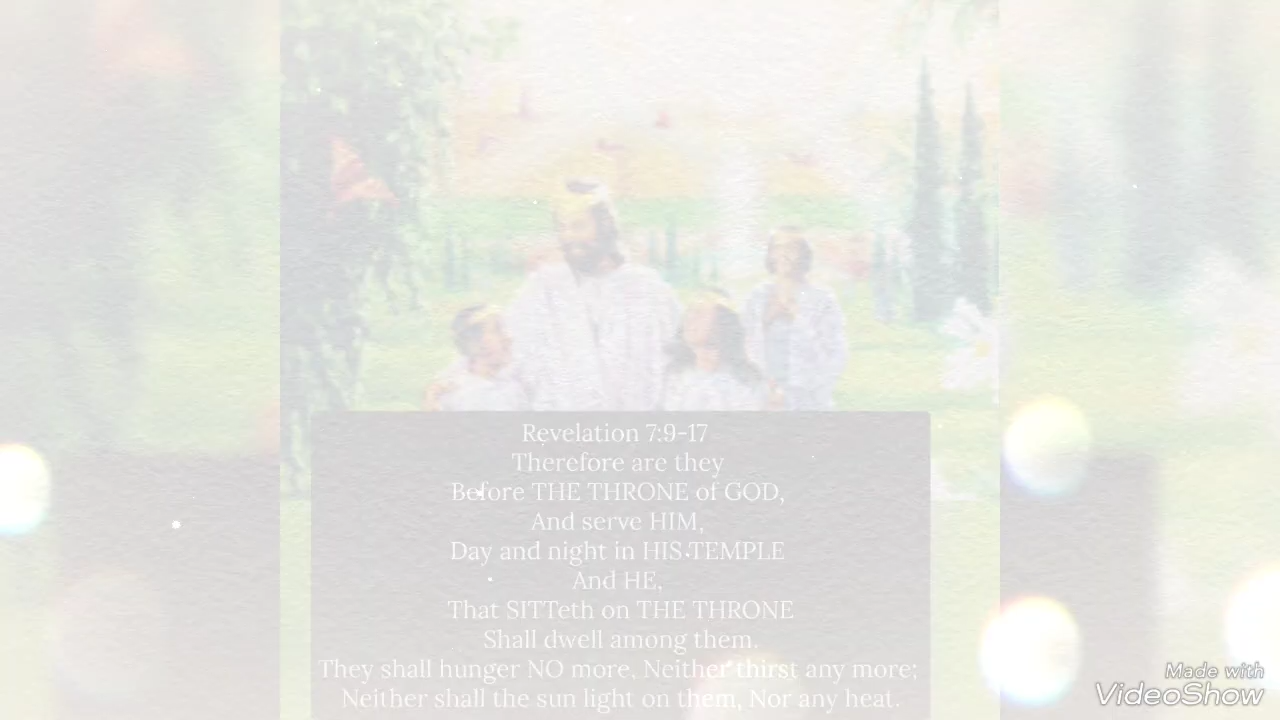 Revelation 7:9-17
Therefore are they
Before THE THRONE of GOD,
And serve HIM,
Day and night in HIS TEMPLE
And HE,
That SITTeth on THE THRONE
Shall dwell among them.
They shall hunger NO more, Neither thirst any more;
Neither shall the sun light on them, Nor any heat.
Made with
VideoShow